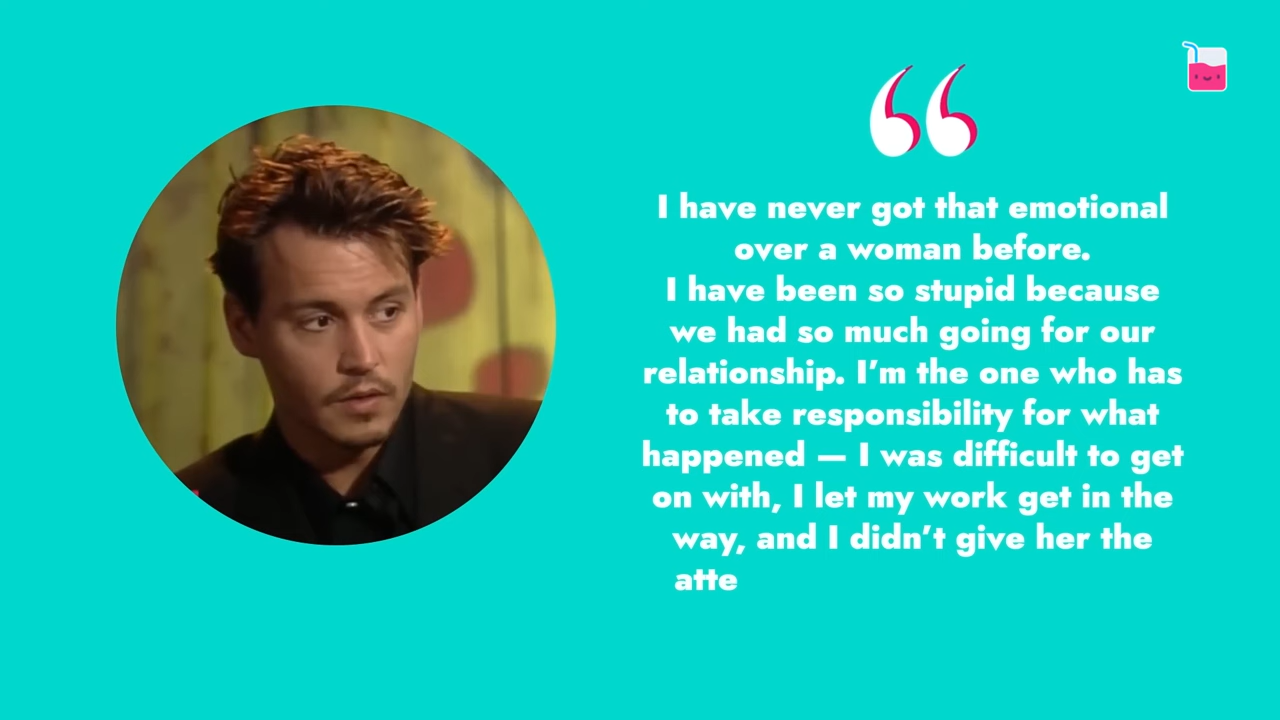 I have never got that emotional
over a woman before.
I have been so stupid because
we had so much going for our
relationship. I’m the one who has
to take responsibility for what
happened — I was difficult to get
on with, I let my work get in the
way, and I didn’t give her the
atte